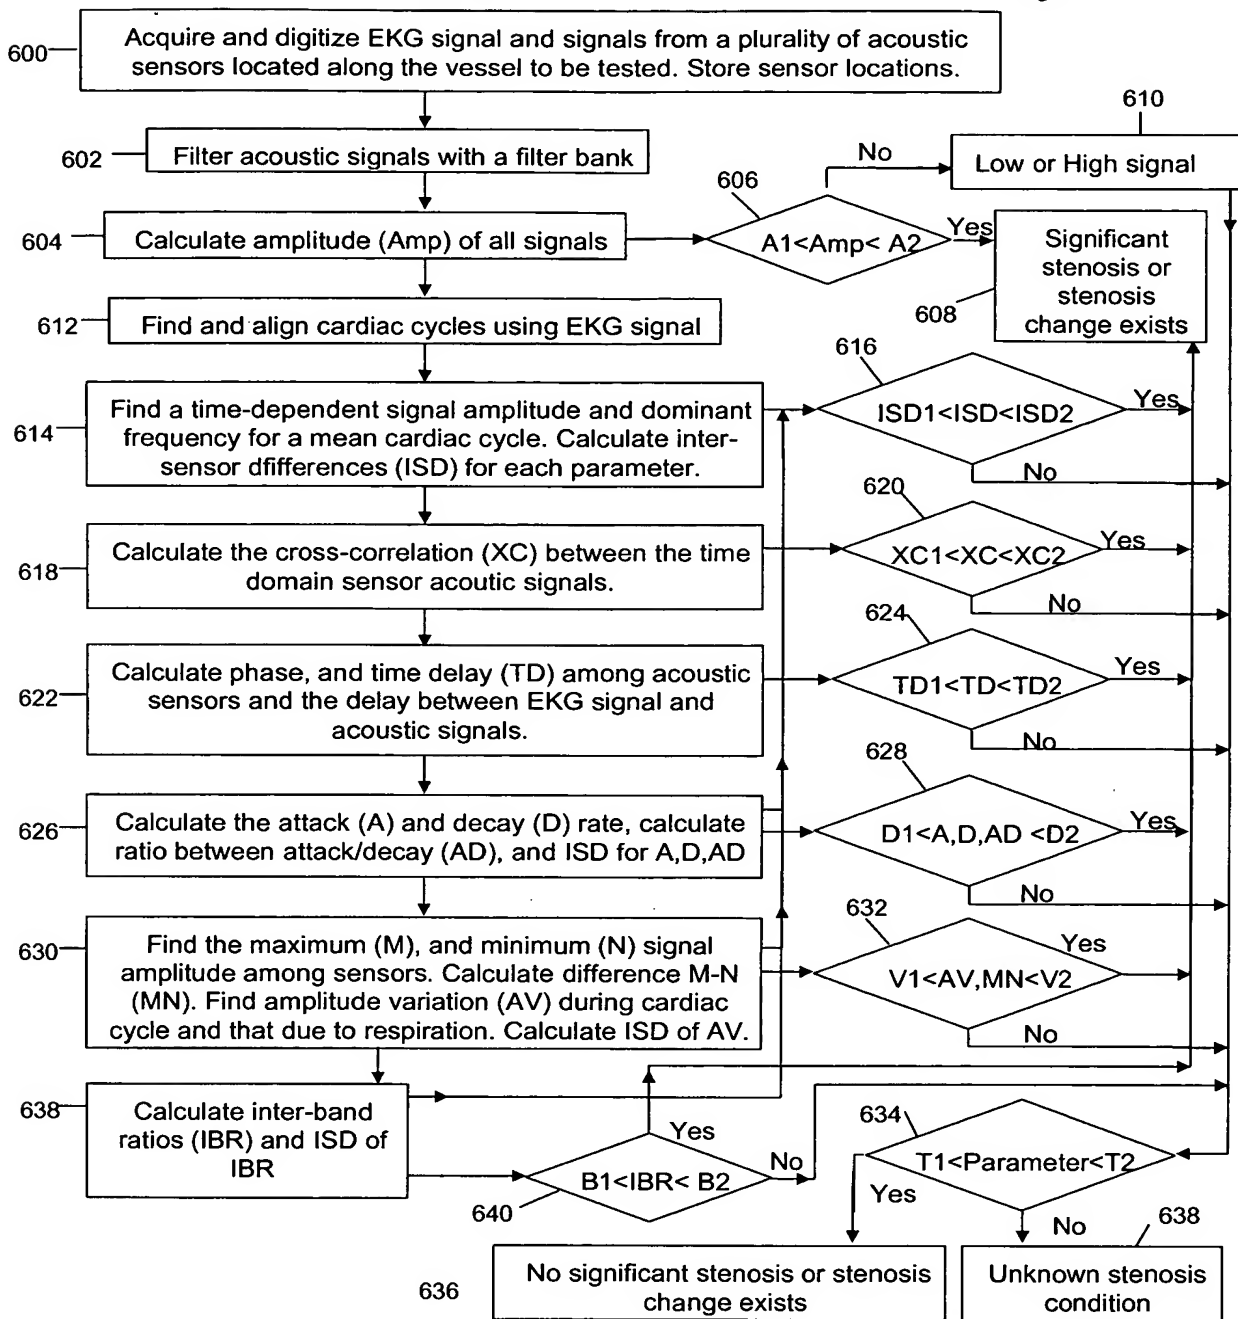 600
Acquire and digitize EKG signal and signals from a plurality of acoustic
sensors located along the vessel to be tested. Store sensor locations.
602
Filter acoustic signals with a filter bank
604
Calculate amplitude (Amp) of all signals
606
A1<Amp< A2
No
Yes
610
Low or High signal
608
Significant
stenosis or
stenosis
change exists
612
Find and align cardiac cycles using EKG signal
614
Find a time-dependent signal amplitude and dominant
frequency for a mean cardiac cycle. Calculate inter-
sensor dfifferences (ISD) for each parameter.
616
ISD1<ISD<ISD2
Yes
No
618
Calculate the cross-correlation (XC) between the time
domain sensor acoutic signals.
620
XC1<XC<XC2
Yes
No
622
Calculate phase, and time delay (TD) among acoustic
sensors and the delay between EKG signal and
acoustic signals.
624
TD1<TD<TD2
Yes
No
626
Calculate the attack (A) and decay (D) rate, calculate
ratio between attack/decay (AD), and ISD for A,D,AD
628
D1<A,D,AD <D2
Yes
No
630
Find the maximum (M), and minimum (N) signal
amplitude among sensors. Calculate difference M-N
(MN). Find amplitude variation (AV) during cardiac
cycle and that due to respiration. Calculate ISD of AV.
632
V1<AV,MN<V2
Yes
No
638
Calculate inter-band
ratios (IBR) and ISD of
IBR
640
B1<IBR< B2
Yes
No
634
T1<Parameter<T2
Yes
No
636
No significant stenosis or stenosis
change exists
638
Unknown stenosis
condition